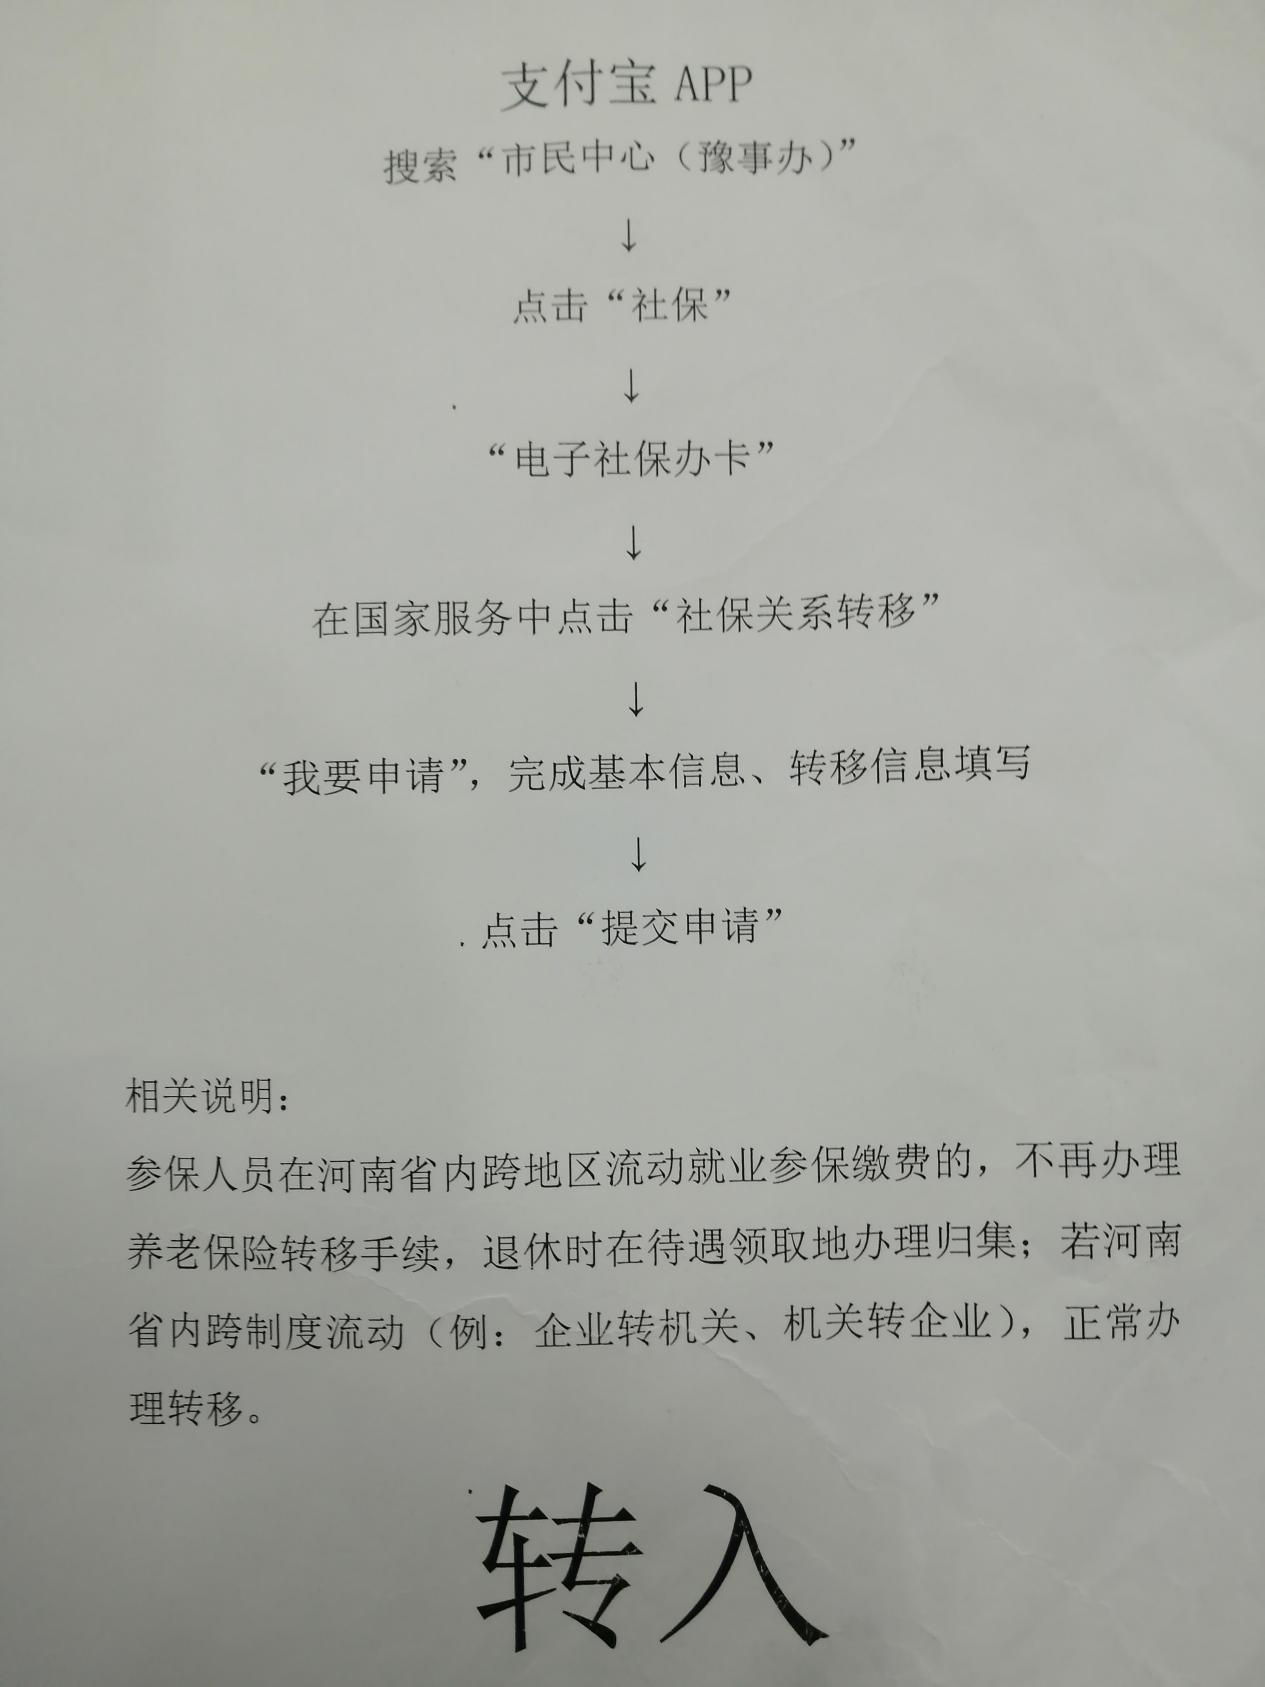 支付宝 APP
搜索“市民中心（豫事办）”
↓
点击“社保”
↓
“电子社保办卡”
↓
在国家服务中点击“社保关系转移”
↓
“我要申请”，完成基本信息、转移信息填写
↓
点击“提交申请”
相关说明：
参保人员在河南省内跨地区流动就业参保缴费的，不再办理
养老保险转移手续，退休时在待遇领取地办理归集；若河南
省内跨制度流动（例：企业转机关、机关转企业），正常办
理转移。
转入